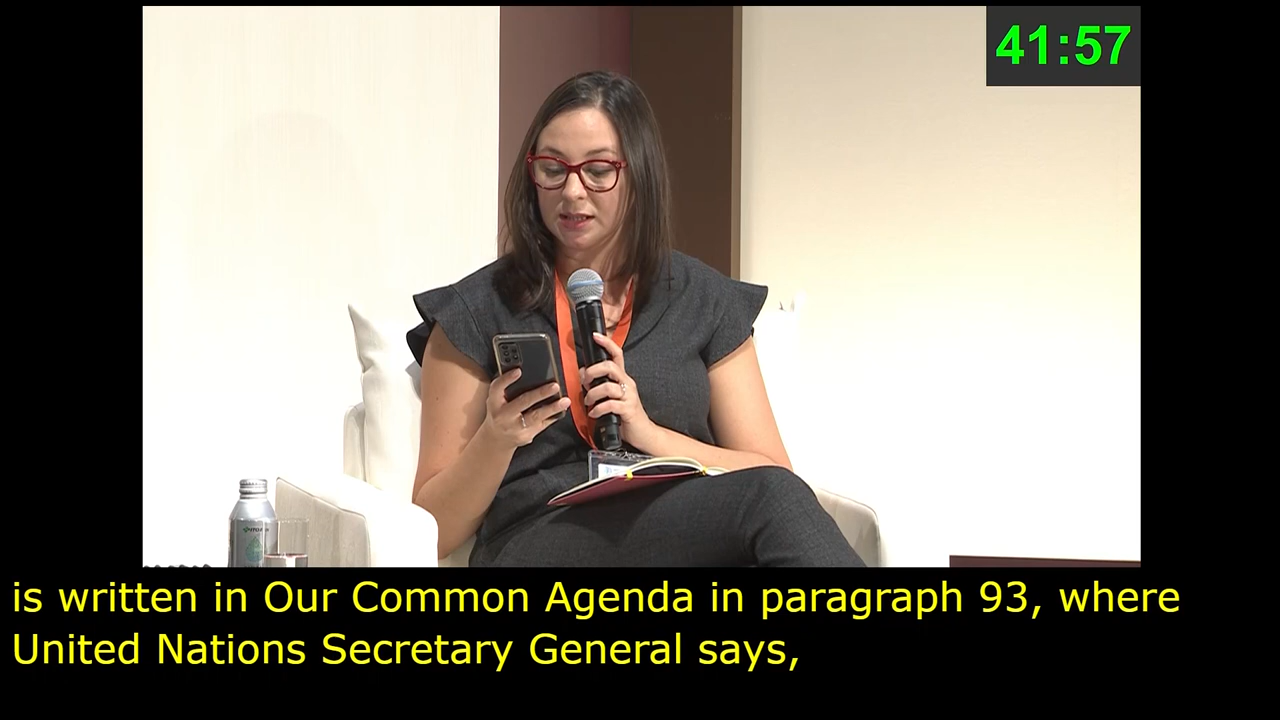 41:57
is written in Our Common Agenda in paragraph 93, where
United Nations Secretary General says,